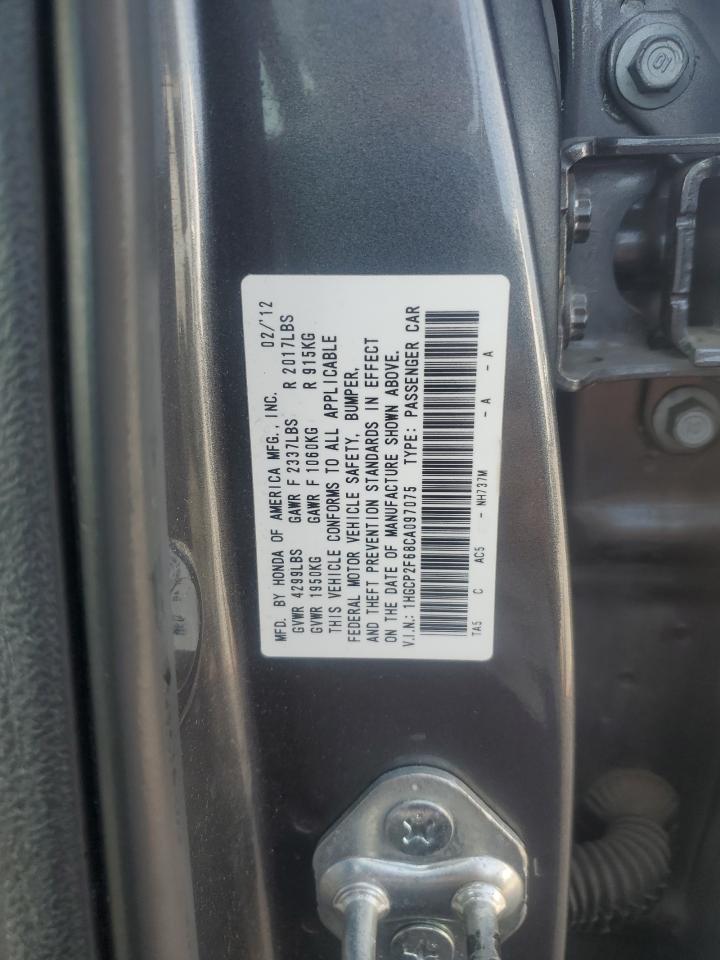 MFD. BY HONDA OF AMERICA MFG., INC. 02/'12
GVWR 4299LBS GAWR F 2337LBS R 2017LBS
GVWR 1950KG GAWR F 1060KG R 915KG
THIS VEHICLE CONFORMS TO ALL APPLICABLE
FEDERAL MOTOR VEHICLE SAFETY, BUMPER,
AND THEFT PREVENTION STANDARDS IN EFFECT
ON THE DATE OF MANUFACTURE SHOWN ABOVE.
V.I.N.: 1HGCP2F68CA097075 TYPE: PASSENGER CAR
TA5 C AC5 - NH737M - A - A
10